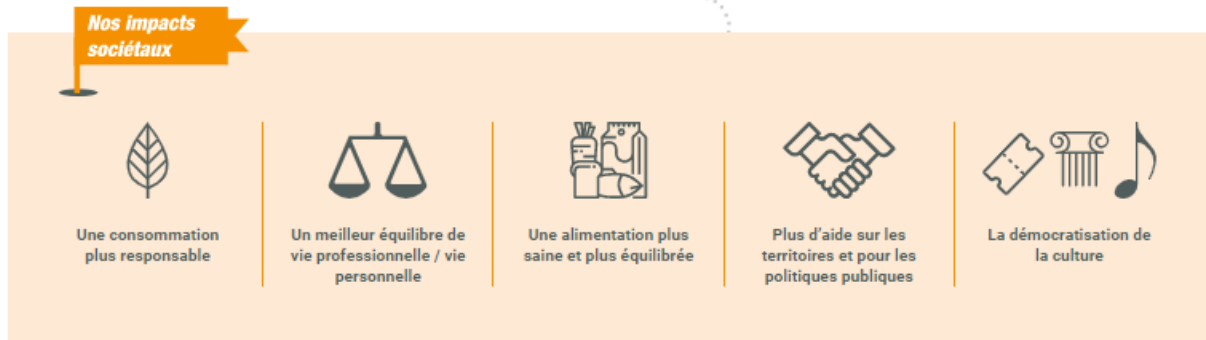 Nos impacts
sociétaux
Une consommation
plus responsable
Un meilleur équilibre de
vie professionnelle / vie
personnelle
Une alimentation plus
saine et plus équilibrée
Plus d'aide sur les
territoires et pour les
politiques publiques
La démocratisation de
la culture